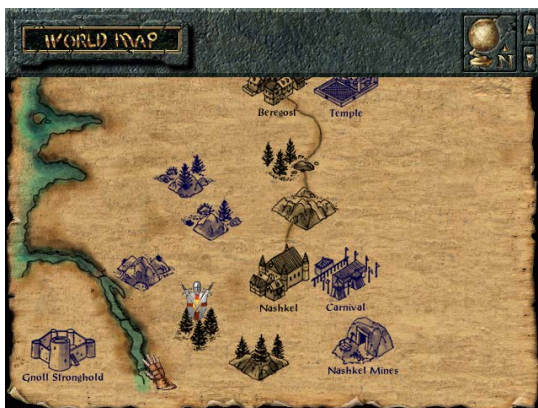 WORLD MAP
N
Beregost
Temple
Nashkel
Carnival
Gnoll Stronghold
Nashkel Mines